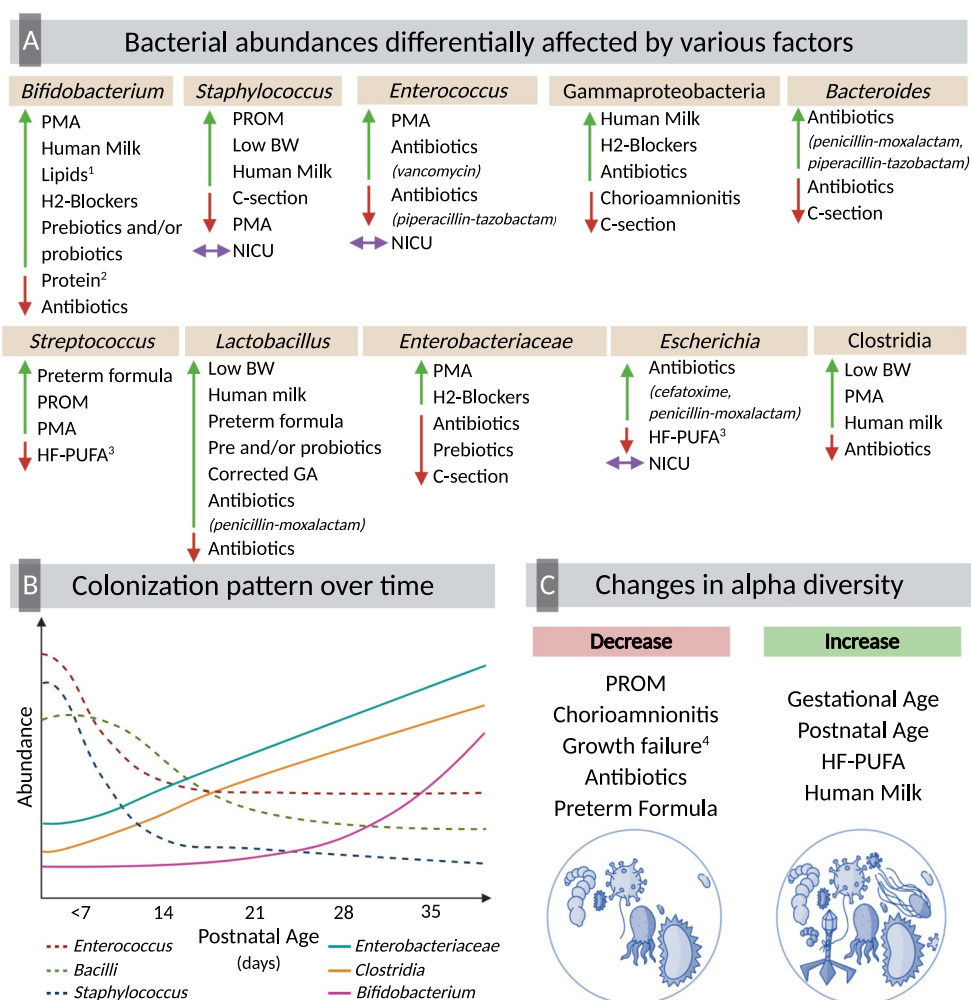 A Bacterial abundances differentially affected by various factors
Bifidobacterium
PMA
Human Milk
Lipids¹
H2-Blockers
Prebiotics and/or
probiotics
Protein²
Antibiotics
Staphylococcus
PROM
Low BW
Human Milk
C-section
PMA
NICU
Enterococcus
PMA
Antibiotics
(vancomycin)
Antibiotics
(piperacillin-tazobactam)
NICU
Gammaproteobacteria
Human Milk
H2-Blockers
Antibiotics
Chorioamnionitis
C-section
Bacteroides
Antibiotics
(penicillin-moxalactam,
piperacillin-tazobactam)
Antibiotics
C-section
Streptococcus
Preterm formula
PROM
PMA
HF-PUFA³
Lactobacillus
Low BW
Human milk
Preterm formula
Pre and/or probiotics
Corrected GA
Antibiotics
(penicillin-moxalactam)
Antibiotics
Enterobacteriaceae
PMA
H2-Blockers
Antibiotics
Prebiotics
C-section
Escherichia
Antibiotics
(cefatoxime,
penicillin-moxalactam)
HF-PUFA³
NICU
Clostridia
Low BW
PMA
Human milk
Antibiotics
B Colonization pattern over time
Abundance
<7 14 21 28 35
Postnatal Age
(days)
Enterococcus
Bacilli
Staphylococcus
Enterobacteriaceae
Clostridia
Bifidobacterium
C Changes in alpha diversity
Decrease
PROM
Chorioamnionitis
Growth failure⁴
Antibiotics
Preterm Formula
Increase
Gestational Age
Postnatal Age
HF-PUFA
Human Milk